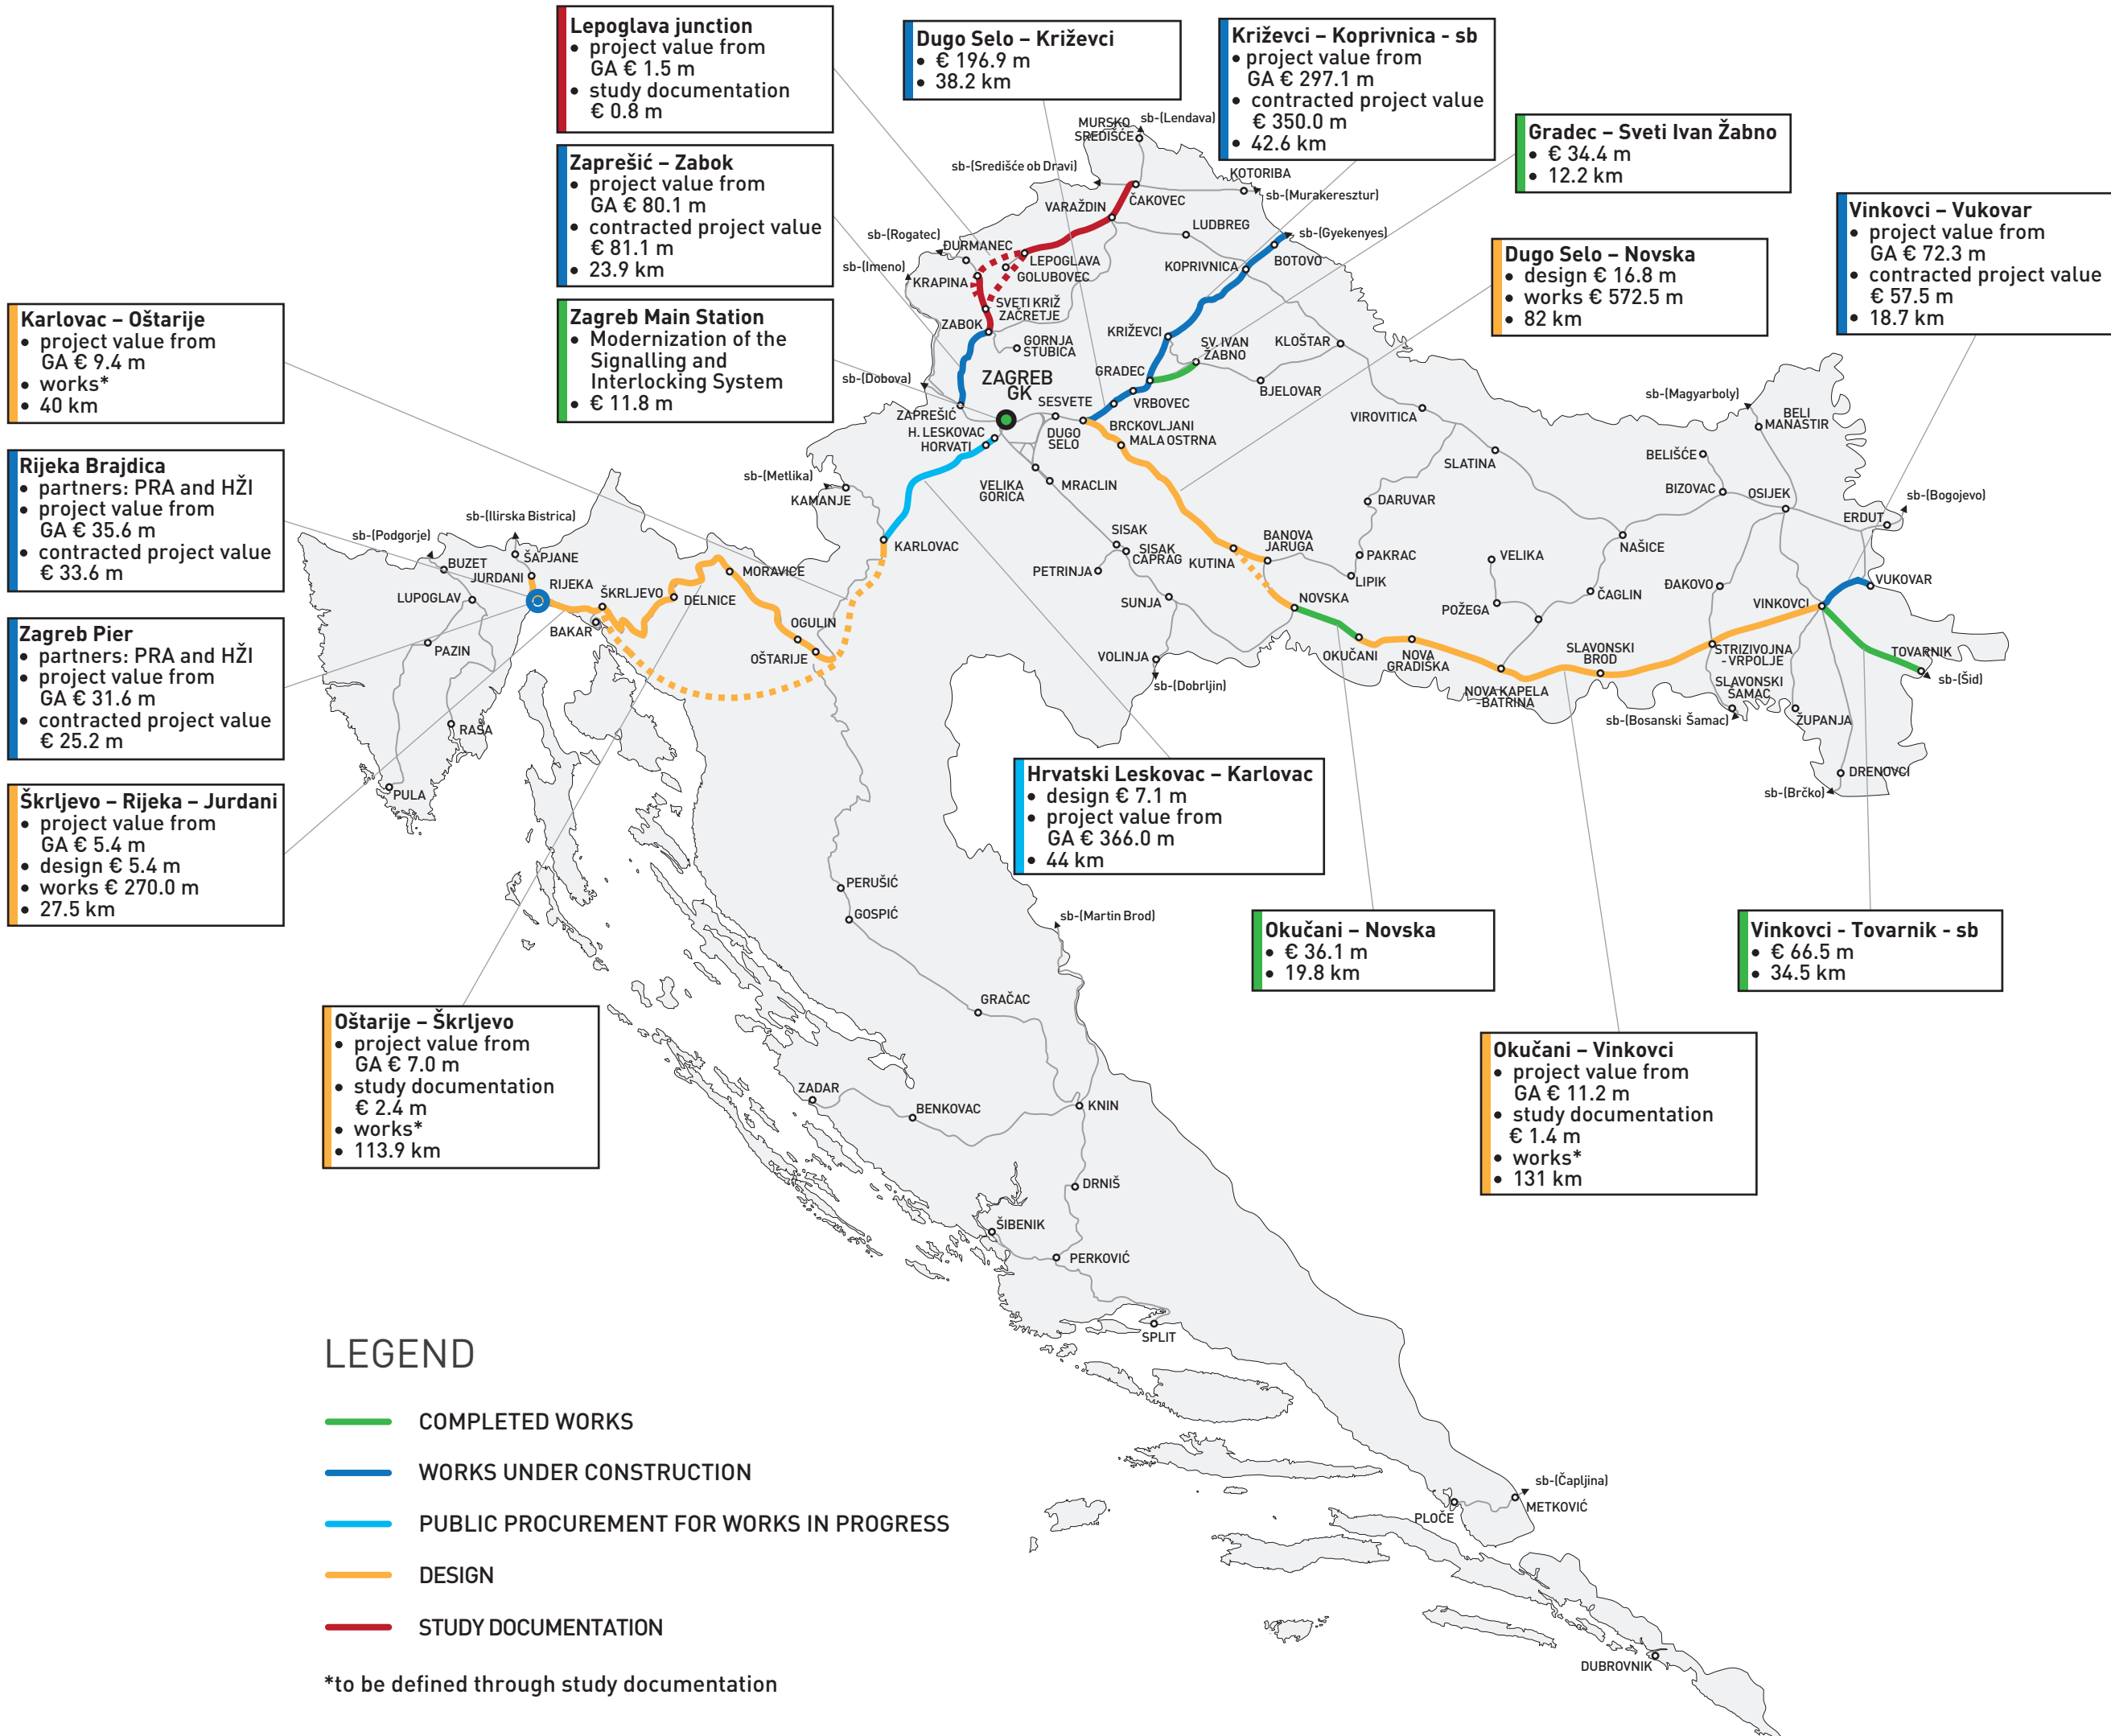 Lepoglava junction
• project value from
GA € 1.5 m
• study documentation
€ 0.8 m
Dugo Selo – Križevci
• € 196.9 m
• 38.2 km
Križevci – Koprivnica - sb
• project value from
GA € 297.1 m
• contracted project value
€ 350.0 m
• 42.6 km
Gradec – Sveti Ivan Žabno
• € 34.4 m
• 12.2 km
Zaprešić – Zabok
• project value from
GA € 80.1 m
• contracted project value
€ 81.1 m
• 23.9 km
Vinkovci – Vukovar
• project value from
GA € 72.3 m
• contracted project value
€ 57.5 m
• 18.7 km
Dugo Selo – Novska
• design € 16.8 m
• works € 572.5 m
• 82 km
Zagreb Main Station
• Modernization of the
Signalling and
Interlocking System
• € 11.8 m
Karlovac – Oštarije
• project value from
GA € 9.4 m
• works*
• 40 km
Rijeka Brajdica
• partners: PRA and HŽI
• project value from
GA € 35.6 m
• contracted project value
€ 33.6 m
Zagreb Pier
• partners: PRA and HŽI
• project value from
GA € 31.6 m
• contracted project value
€ 25.2 m
Škrljevo – Rijeka – Jurdani
• project value from
GA € 5.4 m
• design € 5.4 m
• works € 270.0 m
• 27.5 km
Hrvatski Leskovac – Karlovac
• design € 7.1 m
• project value from
GA € 366.0 m
• 44 km
Okučani – Novska
• € 36.1 m
• 19.8 km
Vinkovci - Tovarnik - sb
• € 66.5 m
• 34.5 km
Oštarije – Škrljevo
• project value from
GA € 7.0 m
• study documentation
€ 2.4 m
• works*
• 113.9 km
Okučani – Vinkovci
• project value from
GA € 11.2 m
• study documentation
€ 1.4 m
• works*
• 131 km
MURSKO
SREDIŠĆE
sb-(Lendava)
sb-(Središće ob Dravi)
KOTORIBA
sb-(Murakeresztur)
ČAKOVEC
VARAŽDIN
LUDBREG
sb-(Rogatec)
ĐURMANEC
sb-(Gyekenyes)
LEPOGLAVA
sb-(Imeno)
GOLUBOVEC
KOPRIVNICA
BOTOVO
KRAPINA
SVETI KRIŽ
ZAČRETJE
ZABOK
KRIŽEVCI
GORNJA
STUBICA
SV. IVAN
ŽABNO
KLOŠTAR
GRADEC
BJELOVAR
sb-(Dobova)
ZAGREB
GK
SESVETE
VRBOVEC
ZAPREŠIĆ
VIROVITICA
sb-(Magyarboly)
BELI
MANASTIR
H. LESKOVAC
HORVATI
DUGO
SELO
BRCKOVLJANI
MALA OSTRNA
SLATINA
BELIŠĆE
sb-(Metlika)
KAMANJE
VELIKA
GORICA
MRACLIN
DARUVAR
BIZOVAC
OSIJEK
sb-(Bogojevo)
ERDUT
sb-(Ilirska Bistrica)
sb-(Podgorje)
BUZET
ŠAPJANE
JURDANI
RIJEKA
ŠKRLJEVO
MORAVICE
DELNICE
KARLOVAC
SISAK
SISAK
CAPRAG
PETRINJA
SUNJA
KUTINA
BANOVA
JARUGA
PAKRAC
LIPIK
VELIKA
NAŠICE
ĐAKOVO
ČAGLIN
VUKOVAR
LUPOGLAV
NOVSKA
POŽEGA
VINKOVCI
BAKAR
OGULIN
PAZIN
OŠTARIJE
VOLINJA
OKUČANI
NOVA
GRADIŠKA
SLAVONSKI
BROD
STRIZIVOJNA
-VRPOLJE
TOVARNIK
sb-(Šid)
sb-(Dobrljin)
NOVA KAPELA
-BATRINA
SLAVONSKI
ŠAMAC
sb-(Bosanski Šamac)
ŽUPANJA
RAŠA
PULA
DRENOVCI
sb-(Brčko)
PERUŠIĆ
GOSPIĆ
sb-(Martin Brod)
GRAČAC
ZADAR
BENKOVAC
KNIN
DRNIŠ
ŠIBENIK
PERKOVIĆ
SPLIT
sb-(Čapljina)
METKOVIĆ
PLOČE
DUBROVNIK
LEGEND
COMPLETED WORKS
WORKS UNDER CONSTRUCTION
PUBLIC PROCUREMENT FOR WORKS IN PROGRESS
DESIGN
STUDY DOCUMENTATION
*to be defined through study documentation